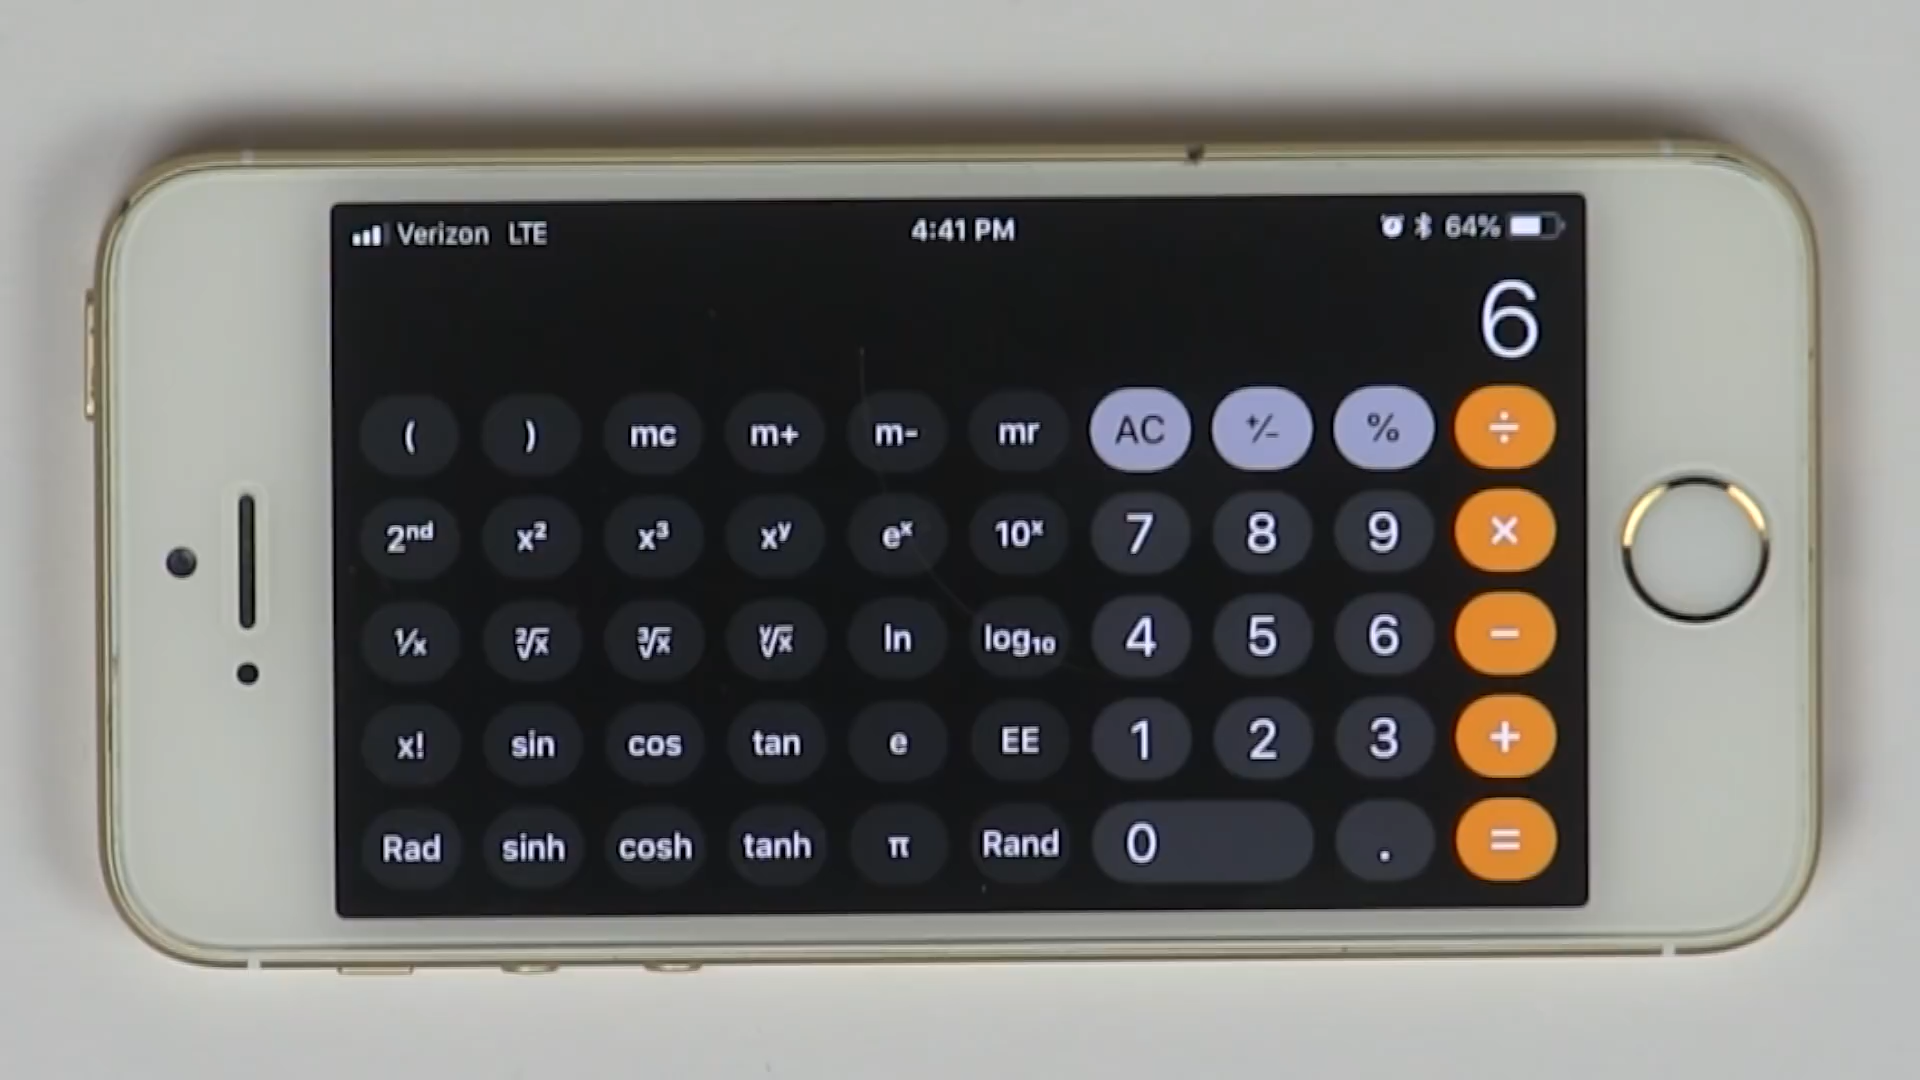 Verizon LTE 4:41 PM 64%
6
( ) mc m+ m- mr AC +/- % ÷
2ⁿᵈ x² x³ xʸ eˣ 10ˣ 7 8 9 ×
1/x ²√x ³√x ʸ√x ln log₁₀ 4 5 6 −
x! sin cos tan e EE 1 2 3 +
Rad sinh cosh tanh π Rand 0 . =